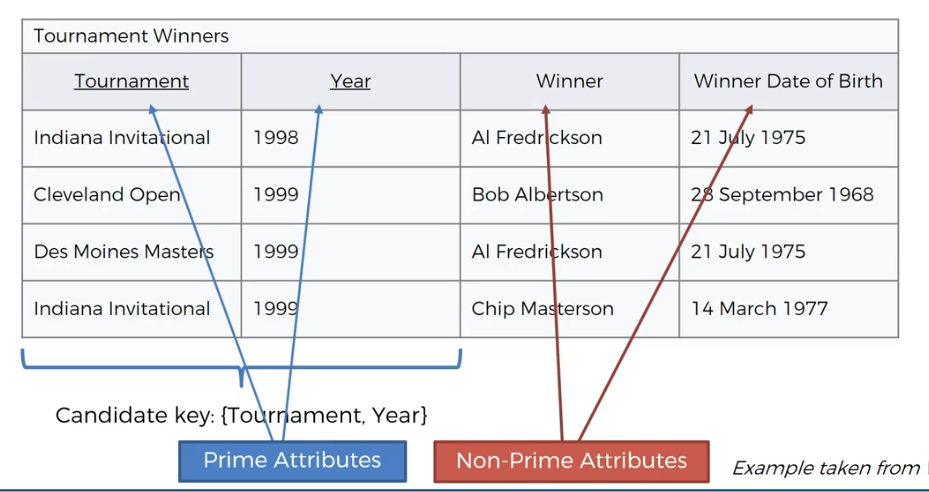 Tournament Winners
Tournament Year Winner Winner Date of Birth
Indiana Invitational 1998 Al Fredrickson 21 July 1975
Cleveland Open 1999 Bob Albertson 28 September 1968
Des Moines Masters 1999 Al Fredrickson 21 July 1975
Indiana Invitational 1999 Chip Masterson 14 March 1977
Candidate key: {Tournament, Year}
Prime Attributes Non-Prime Attributes
Example taken from